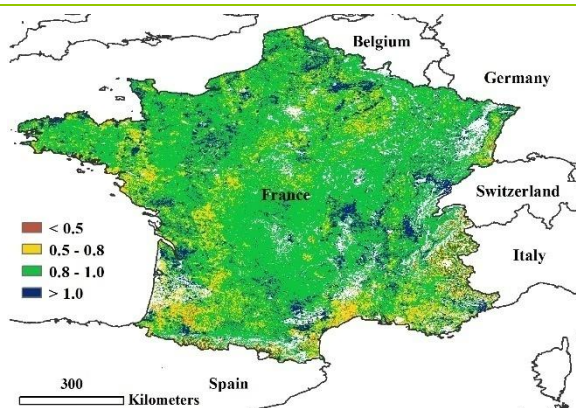 Belgium
Germany
France
Switzerland
Italy
< 0.5
0.5 - 0.8
0.8 - 1.0
> 1.0
300
Kilometers
Spain